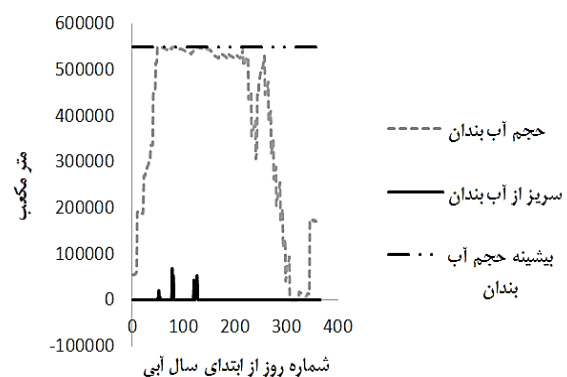 600000
500000
400000
300000
200000
100000
0
-100000
متر مکعب
0 100 200 300 400
شماره روز از ابتدای سال آبی
حجم آب‌بندان
سریز از آب‌بندان
بیشینه حجم آب
بندان